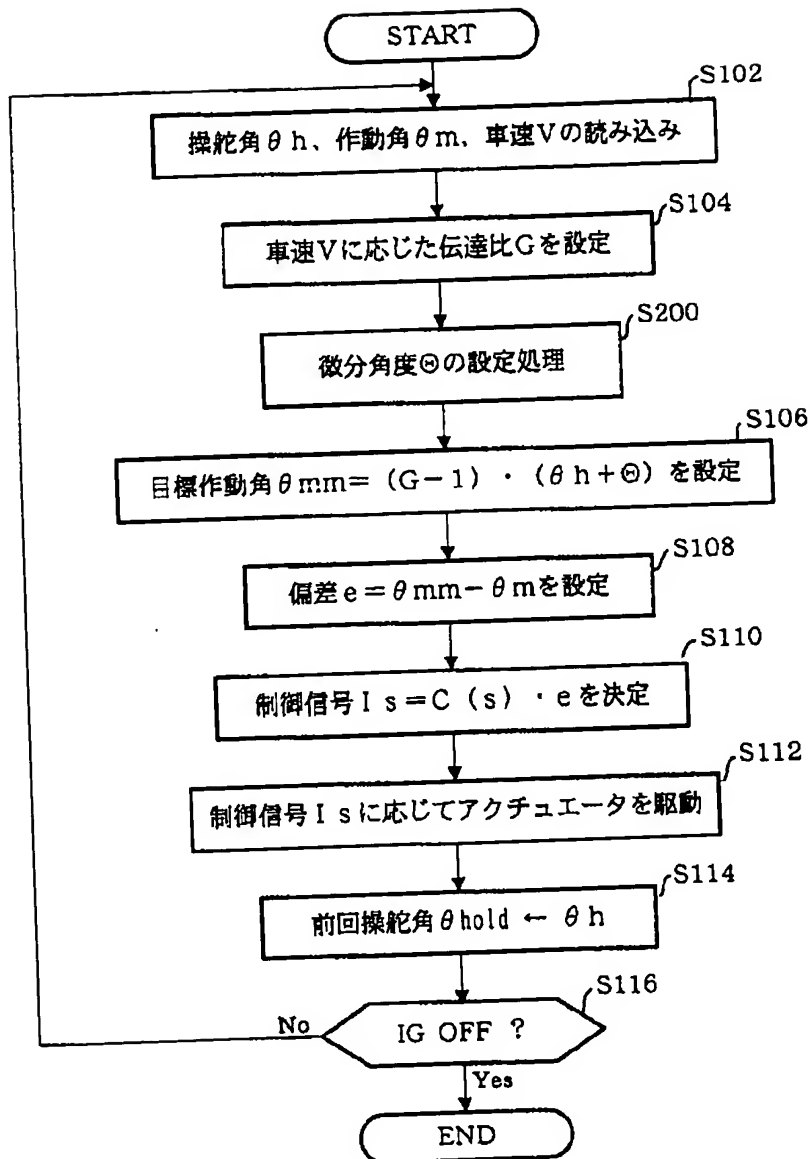 START
S102
操舵角θh、作動角θm、車速Vの読み込み
S104
車速Vに応じた伝達比Gを設定
S200
微分角度Θの設定処理
S106
目標作動角θmm=(G-1)・(θh+Θ)を設定
S108
偏差e=θmm-θmを設定
S110
制御信号Is=C(s)・eを決定
S112
制御信号Isに応じてアクチュエータを駆動
S114
前回操舵角θhold ← θh
S116
No
IG OFF ?
Yes
END